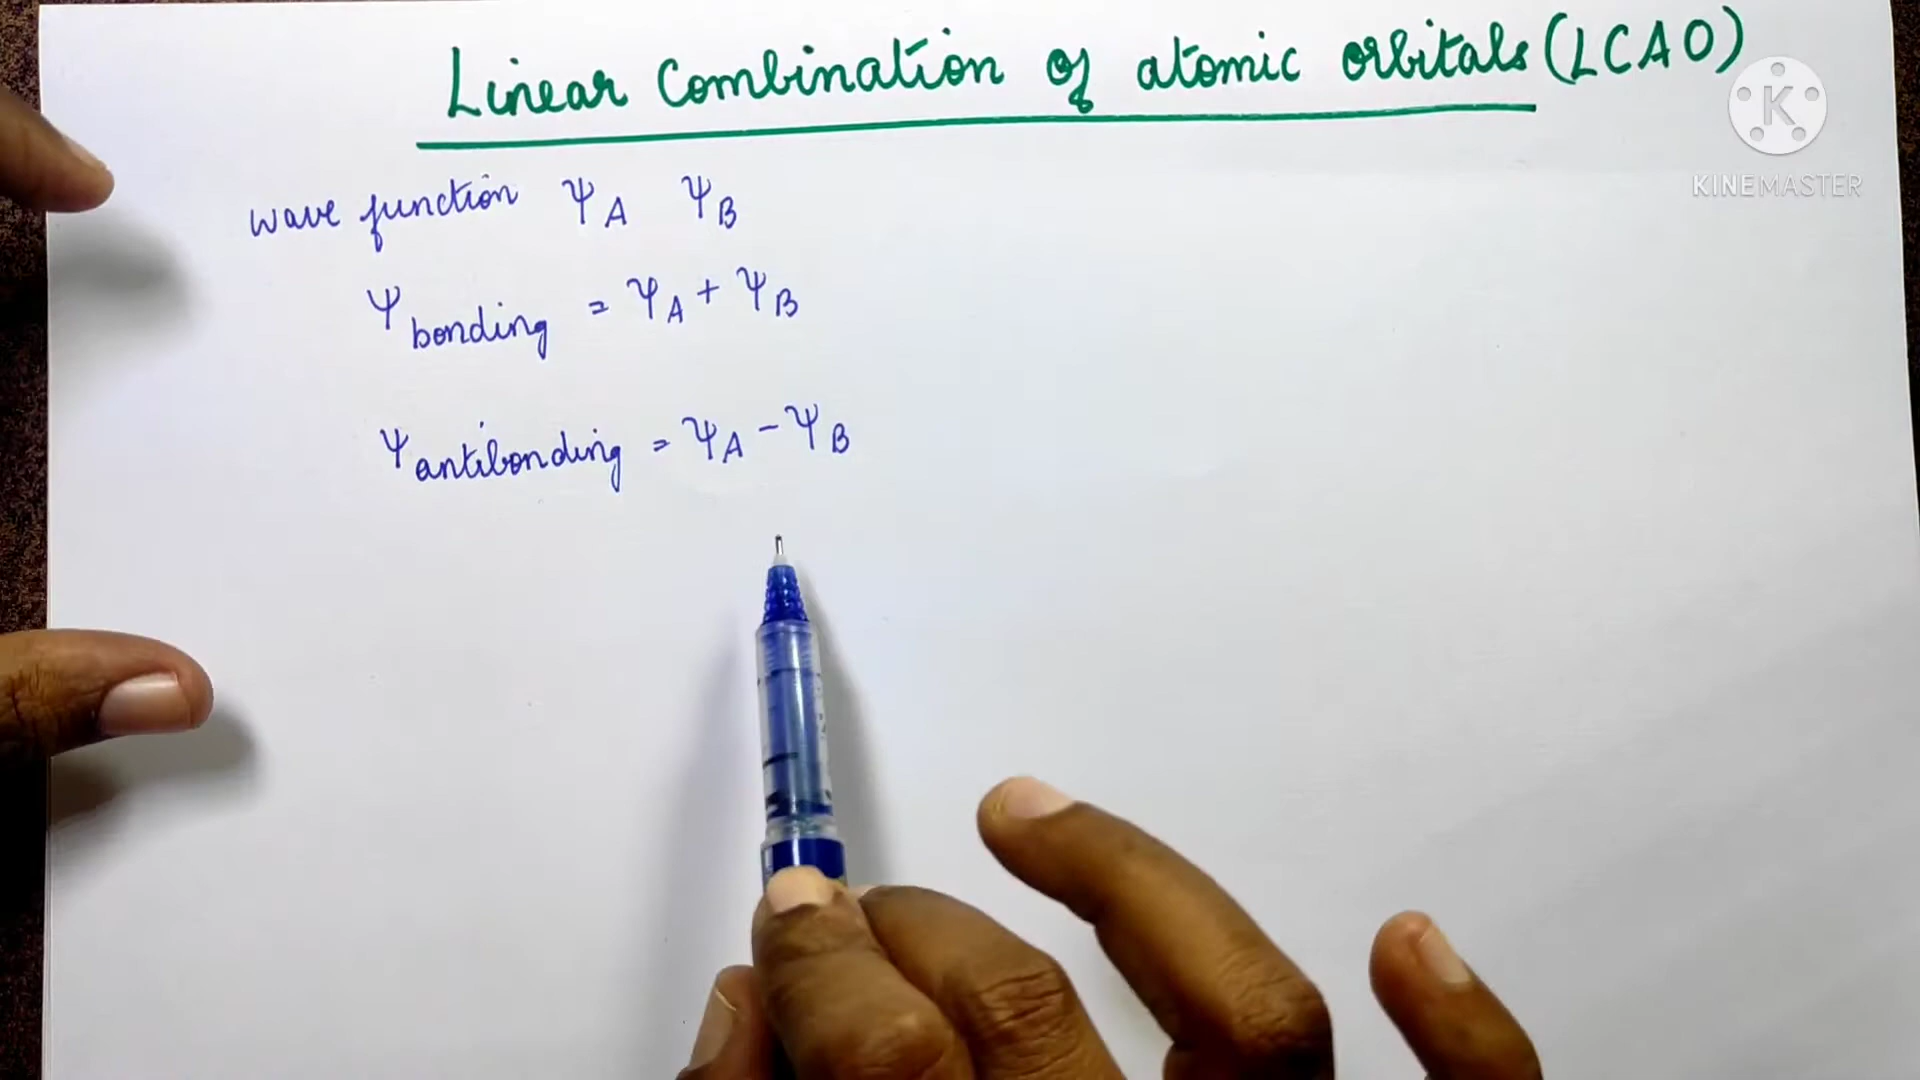 Linear Combination of atomic orbitals (LCAO)
K
KINEMASTER
wave function ΨA ΨB
Ψbonding = ΨA + ΨB
Ψantibonding = ΨA - ΨB